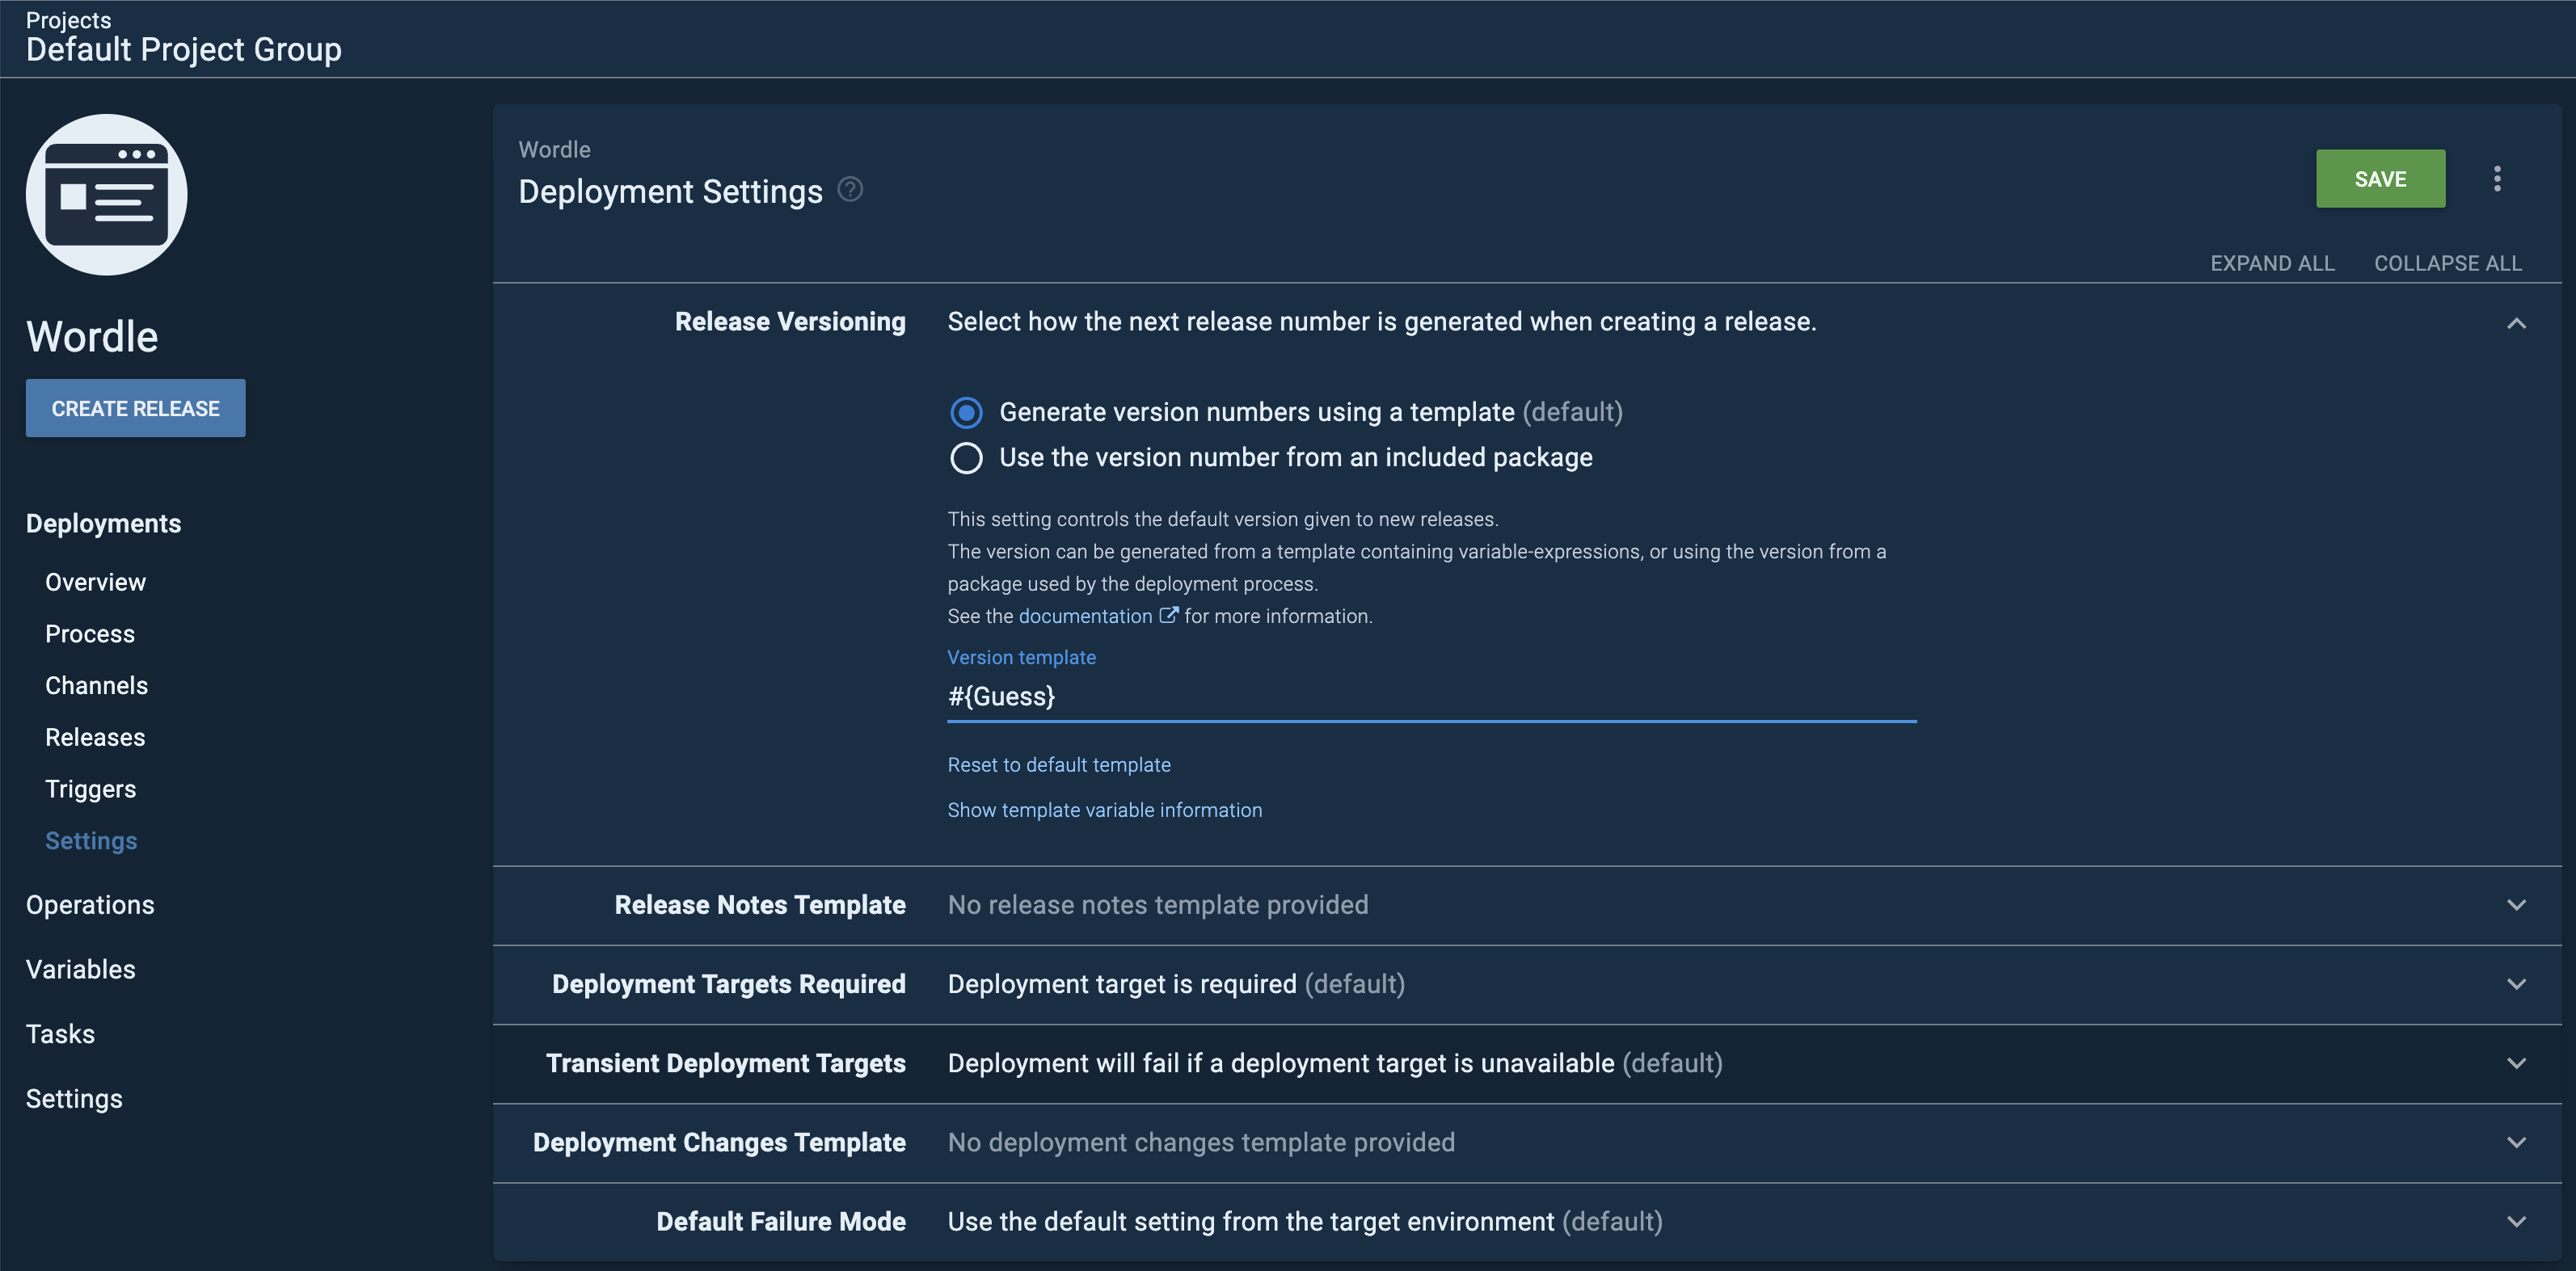 Projects
Default Project Group
Wordle
CREATE RELEASE
Deployments
Overview
Process
Channels
Releases
Triggers
Settings
Operations
Variables
Tasks
Settings
Wordle
Deployment Settings ?
SAVE
EXPAND ALL COLLAPSE ALL
Release Versioning Select how the next release number is generated when creating a release.
Generate version numbers using a template (default)
Use the version number from an included package
This setting controls the default version given to new releases.
The version can be generated from a template containing variable-expressions, or using the version from a
package used by the deployment process.
See the documentation for more information.
Version template
#{Guess}
Reset to default template
Show template variable information
Release Notes Template No release notes template provided
Deployment Targets Required Deployment target is required (default)
Transient Deployment Targets Deployment will fail if a deployment target is unavailable (default)
Deployment Changes Template No deployment changes template provided
Default Failure Mode Use the default setting from the target environment (default)